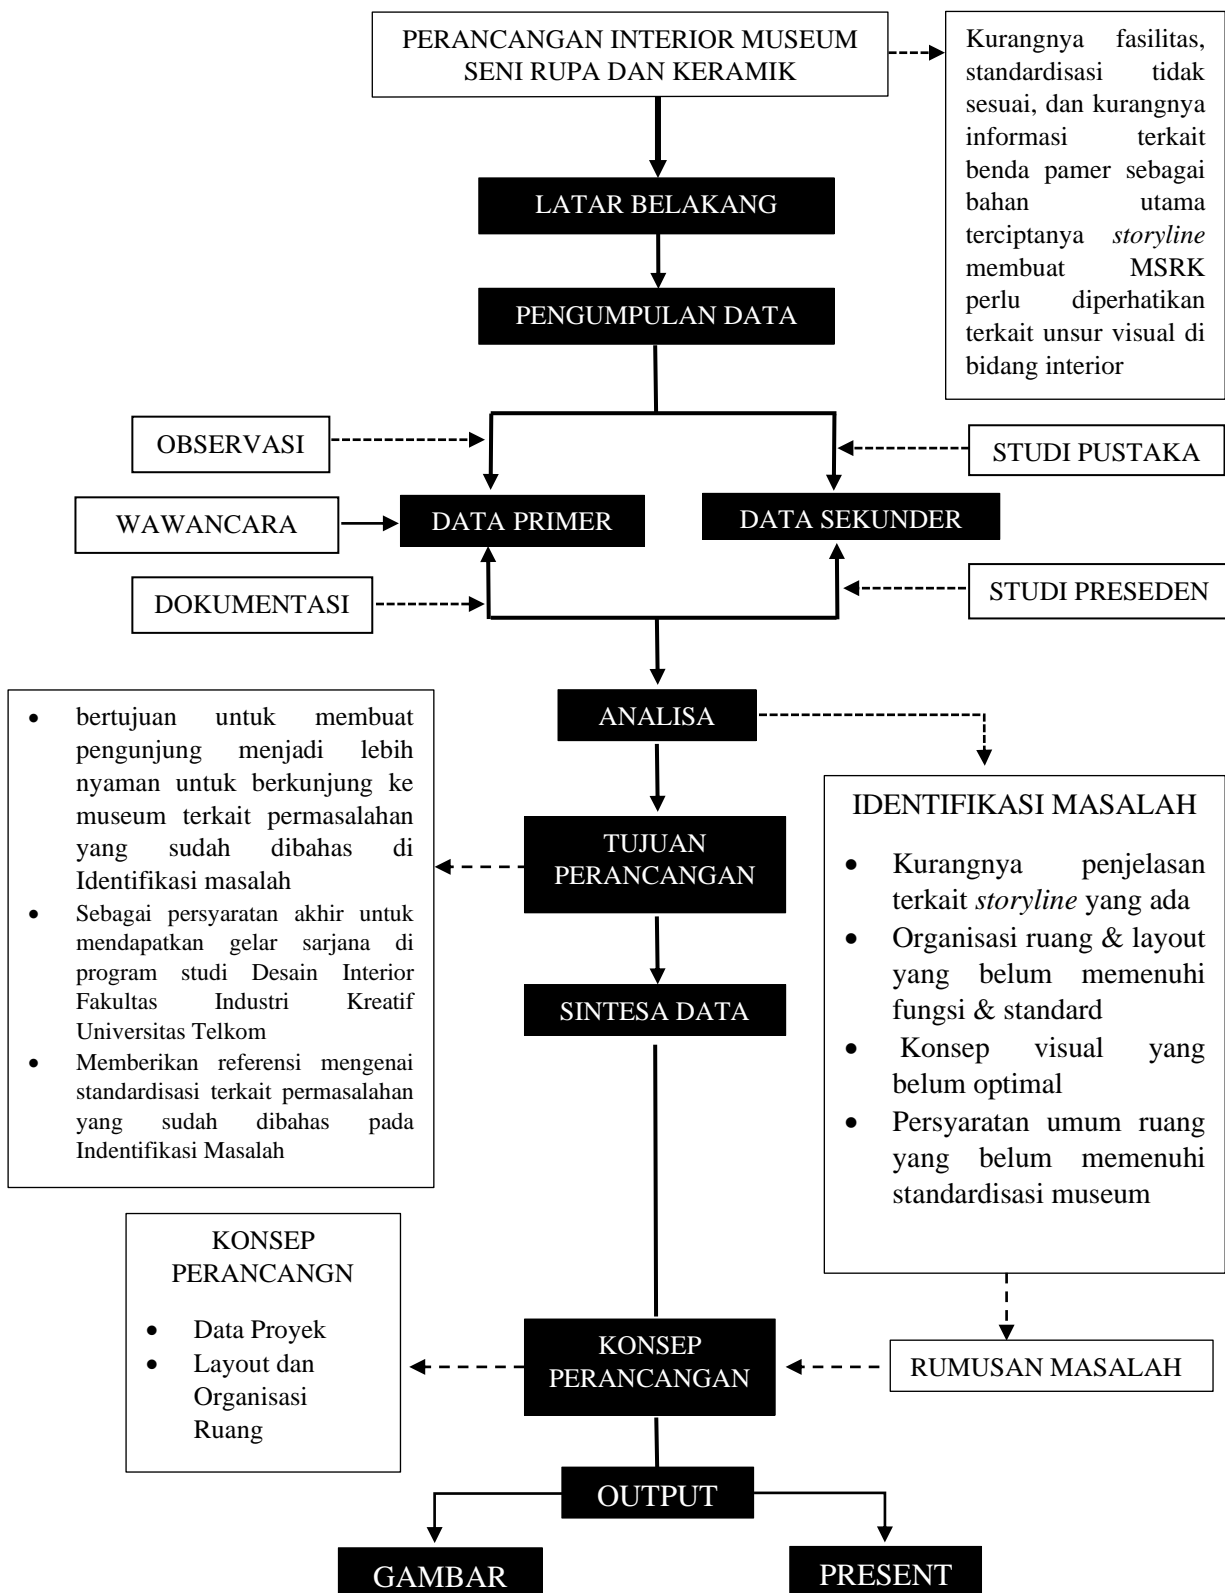 PERANCANGAN INTERIOR MUSEUM
SENI RUPA DAN KERAMIK
Kurangnya fasilitas,
standardisasi tidak
sesuai, dan kurangnya
informasi terkait
benda pamer sebagai
bahan utama
terciptanya storyline
membuat MSRK
perlu diperhatikan
terkait unsur visual di
bidang interior
LATAR BELAKANG
PENGUMPULAN DATA
OBSERVASI
STUDI PUSTAKA
WAWANCARA
DATA PRIMER
DATA SEKUNDER
DOKUMENTASI
STUDI PRESEDEN
ANALISA
• bertujuan untuk membuat
pengunjung menjadi lebih
nyaman untuk berkunjung ke
museum terkait permasalahan
yang sudah dibahas di
Identifikasi masalah
• Sebagai persyaratan akhir untuk
mendapatkan gelar sarjana di
program studi Desain Interior
Fakultas Industri Kreatif
Universitas Telkom
• Memberikan referensi mengenai
standardisasi terkait permasalahan
yang sudah dibahas pada
Indentifikasi Masalah
TUJUAN
PERANCANGAN
IDENTIFIKASI MASALAH
• Kurangnya penjelasan
terkait storyline yang ada
• Organisasi ruang & layout
yang belum memenuhi
fungsi & standard
• Konsep visual yang
belum optimal
• Persyaratan umum ruang
yang belum memenuhi
standardisasi museum
SINTESA DATA
KONSEP
PERANCANGN
• Data Proyek
• Layout dan
Organisasi
Ruang
KONSEP
PERANCANGAN
RUMUSAN MASALAH
OUTPUT
GAMBAR
PRESENT